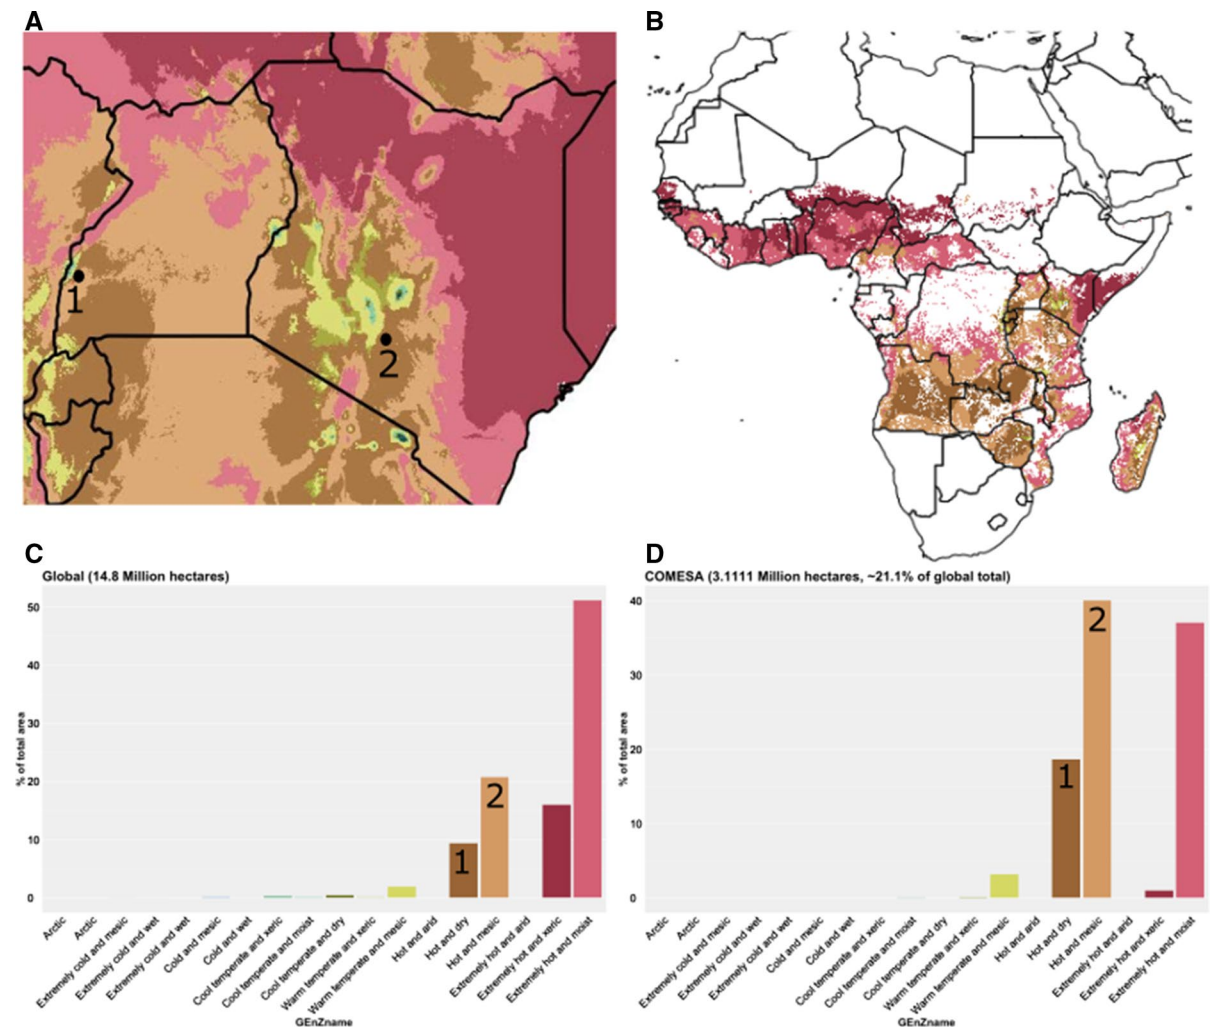 A
B
1
2
C
D
Global (14.8 Million hectares)
COMESA (3.1111 Million hectares, ~21.1% of global total)
% of total area
50
40
30
20
10
0
1
2
Arctic
Arctic
Extremely cold and mesic
Extremely cold and wet
Extremely cold and wet
Cold and mesic
Cold and wet
Cool temperate and xeric
Cool temperate and moist
Cool temperate and dry
Warm temperate and xeric
Warm temperate and mesic
Hot and arid
Hot and dry
Hot and mesic
Extremely hot and arid
Extremely hot and xeric
Extremely hot and moist
GEnZname
% of total area
40
30
20
10
0
1
2
Arctic
Arctic
Extremely cold and mesic
Extremely cold and wet
Extremely cold and wet
Cold and mesic
Cold and wet
Cool temperate and xeric
Cool temperate and moist
Cool temperate and dry
Warm temperate and xeric
Warm temperate and mesic
Hot and arid
Hot and dry
Hot and mesic
Extremely hot and arid
Extremely hot and xeric
Extremely hot and moist
GEnZname